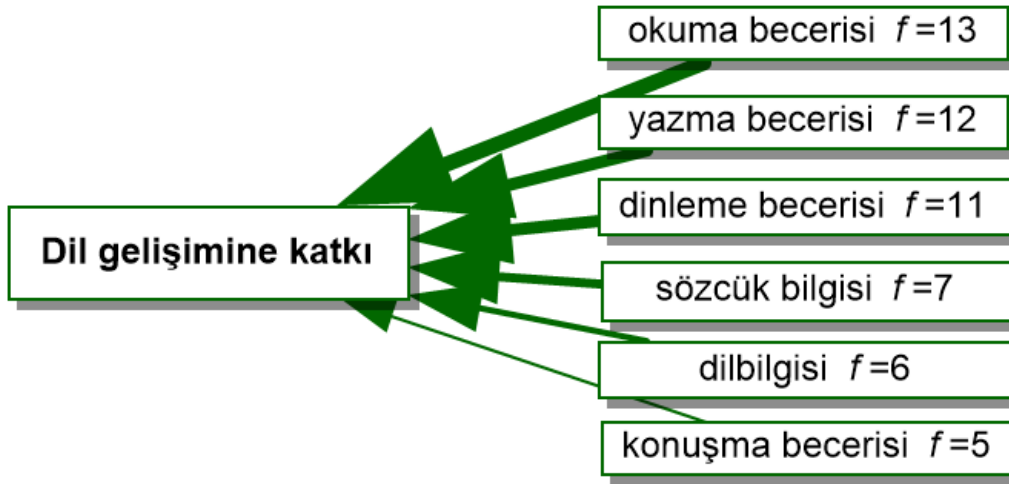 okuma becerisi f=13
yazma becerisi f=12
dinleme becerisi f=11
Dil gelişimine katkı
sözcük bilgisi f=7
dilbilgisi f=6
konuşma becerisi f=5